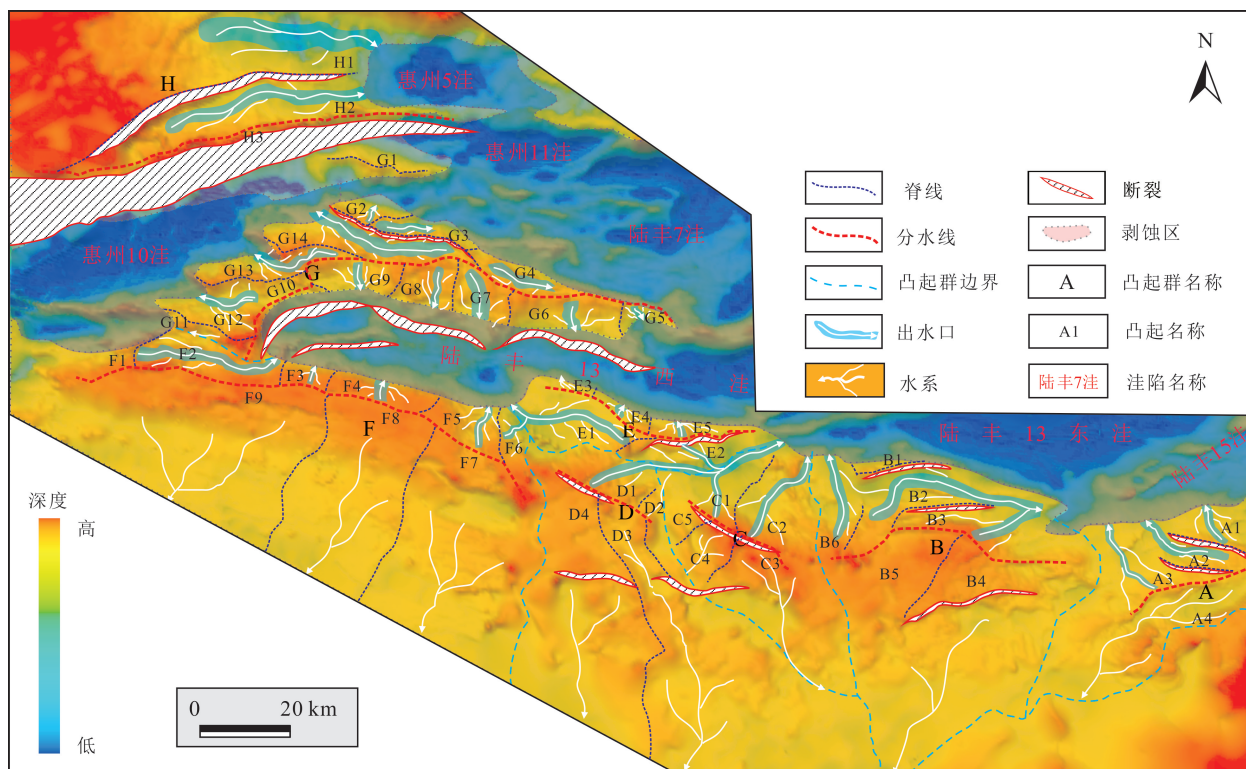 N
H1
H
惠州5洼
H2
H3
惠州11洼
G1
G2
G3
陆丰7洼
G14
惠州10洼
G13
G
G10
G9
G8
G7
G4
G6
G5
G12
G11
陆丰13西洼
F1
F2
F3
F4
F9
F8
F
F5
F6
F7
E3
F4
E
E1
E5
E2
陆丰13东洼
陆丰15洼
D1
D2
D4
D
D3
C1
C5
C
C2
C4
C3
B1
B2
B3
B6
B
B5
B4
A1
A2
A3
A
A4
脊线
断裂
分水线
剥蚀区
凸起群边界
A
凸起群名称
出水口
A1
凸起名称
水系
陆丰7洼
洼陷名称
深度
高
低
0
20 km